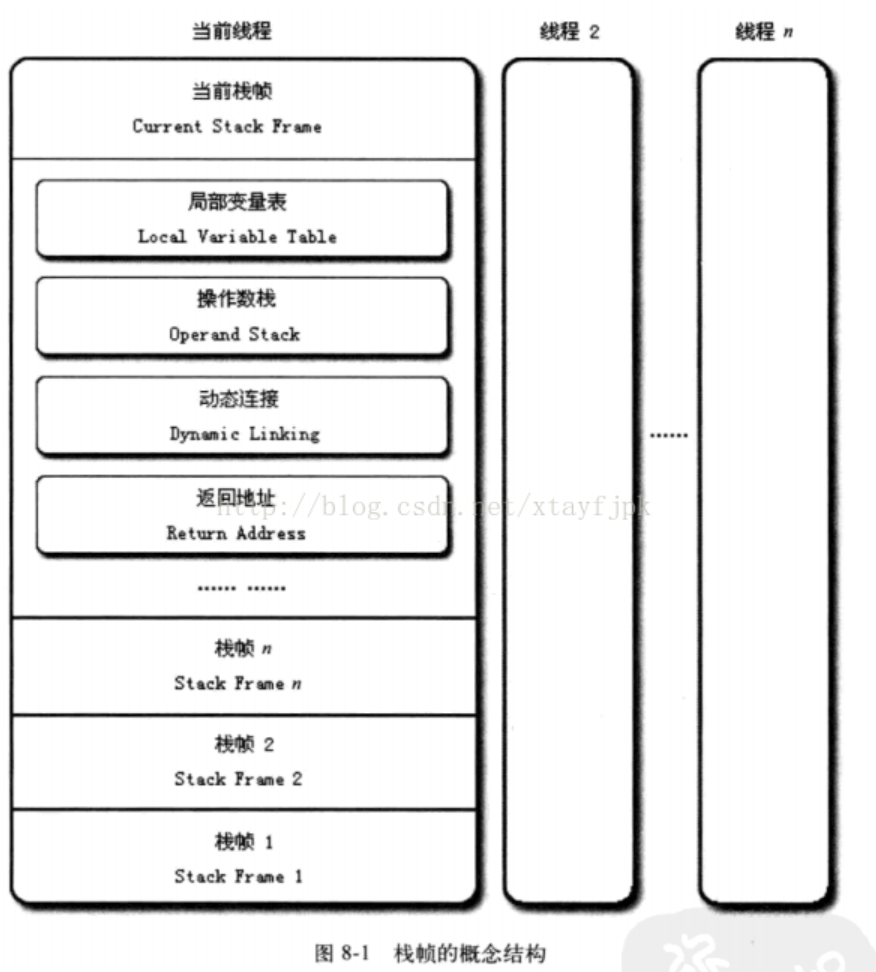 当前线程
线程 2
线程 n
当前栈帧
Current Stack Frame
局部变量表
Local Variable Table
操作数栈
Operand Stack
动态连接
Dynamic Linking
……
返回地址
http://blog.csdn.net/xtayfjpk
Return Address
…… ……
栈帧 n
Stack Frame n
栈帧 2
Stack Frame 2
栈帧 1
Stack Frame 1
图 8-1 栈帧的概念结构